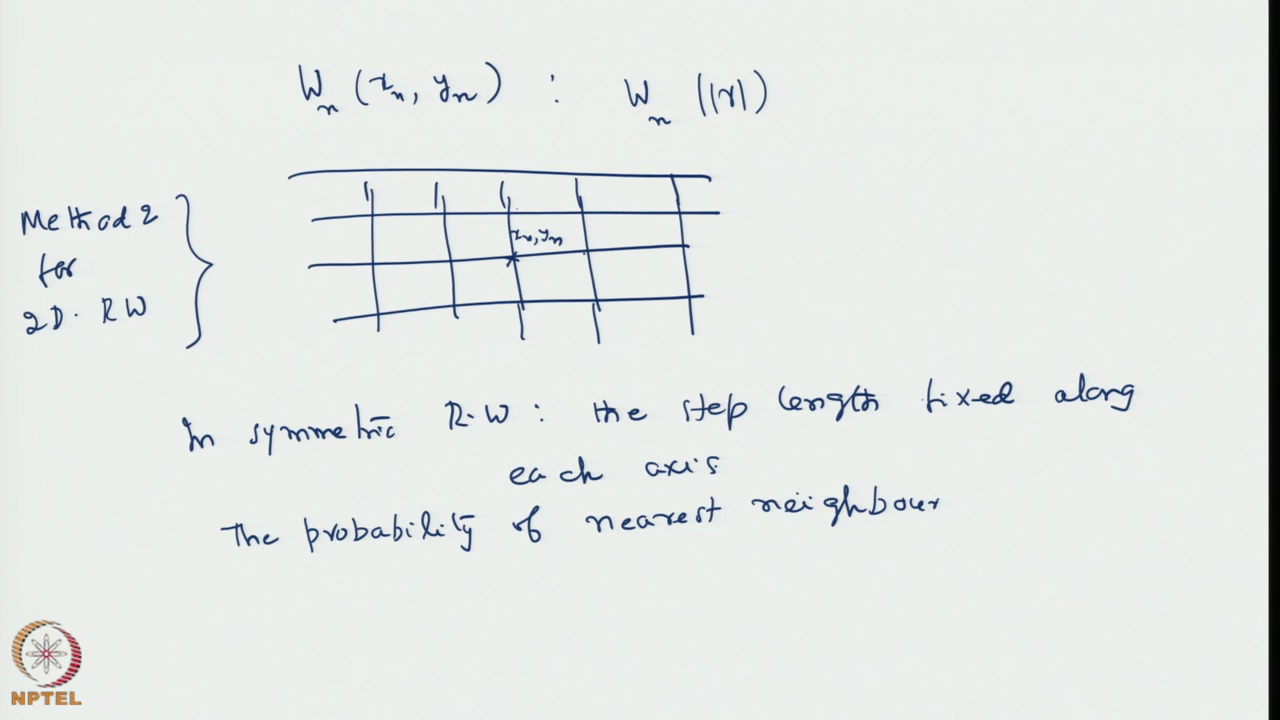 Wₙ (xₙ, yₙ) : Wₙ (|r|)
Method 2
for
2D. RW
xₙ, yₙ
In symmetric R.W : the step length fixed along
each axis
The probability of nearest neighbour
NPTEL